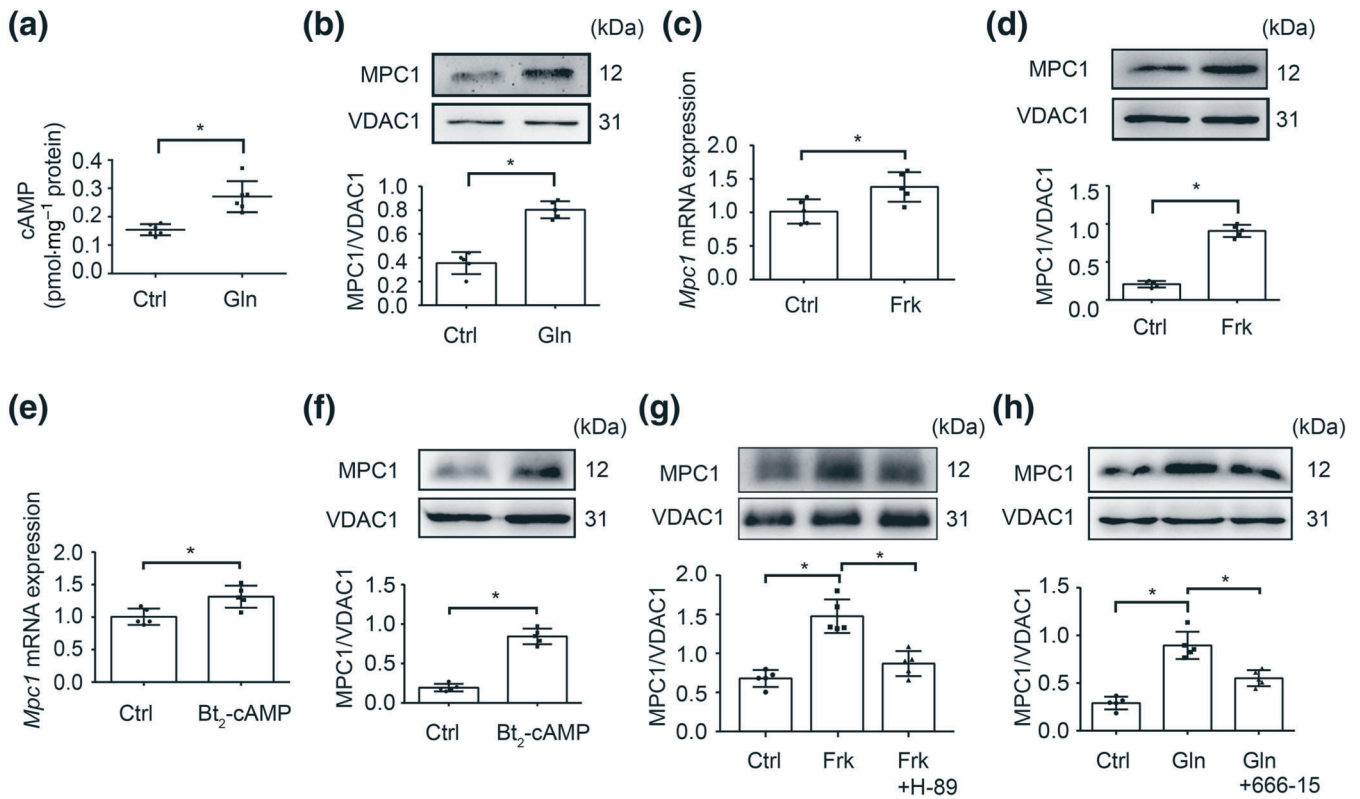 (a)
cAMP
(pmol·mg⁻¹ protein)
0.4
0.3
0.2
0.1
0.0
*
Ctrl
Gln
(b)
(kDa)
MPC1
12
VDAC1
31
MPC1/VDAC1
1.0
0.8
0.6
0.4
0.2
0.0
*
Ctrl
Gln
(c)
Mpc1 mRNA expression
2.0
1.5
1.0
0.5
0.0
*
Ctrl
Frk
(d)
(kDa)
MPC1
12
VDAC1
31
MPC1/VDAC1
1.5
1.0
0.5
0.0
*
Ctrl
Frk
(e)
Mpc1 mRNA expression
2.0
1.5
1.0
0.5
0.0
*
Ctrl
Bt₂-cAMP
(f)
(kDa)
MPC1
12
VDAC1
31
MPC1/VDAC1
1.5
1.0
0.5
0.0
*
Ctrl
Bt₂-cAMP
(g)
(kDa)
MPC1
12
VDAC1
31
MPC1/VDAC1
2.0
1.5
1.0
0.5
0.0
*
*
Ctrl
Frk
Frk
+H-89
(h)
(kDa)
MPC1
12
VDAC1
31
MPC1/VDAC1
1.5
1.0
0.5
0.0
*
*
Ctrl
Gln
Gln
+666-15